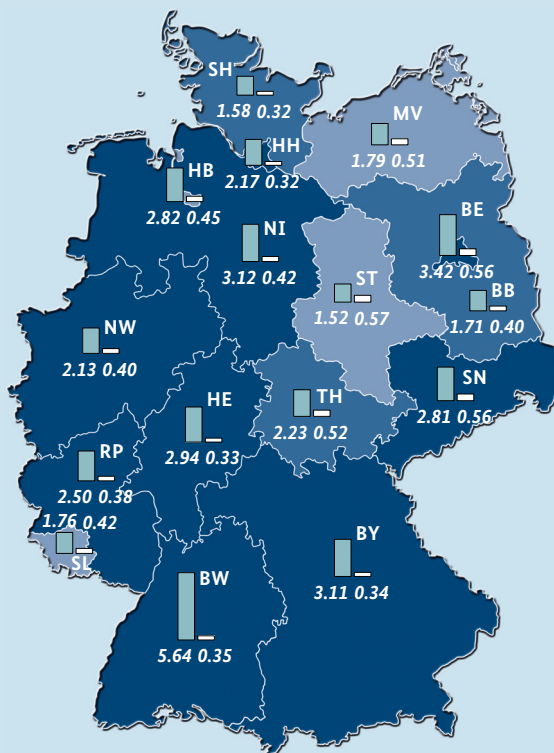 SH
1.58 0.32
MV
1.79 0.51
HH
2.17 0.32
HB
2.82 0.45
BE
3.42 0.56
NI
3.12 0.42
ST
1.52 0.57
BB
1.71 0.40
NW
2.13 0.40
SN
2.81 0.56
HE
2.94 0.33
TH
2.23 0.52
RP
2.50 0.38
1.76 0.42
SL
BY
3.11 0.34
BW
5.64 0.35